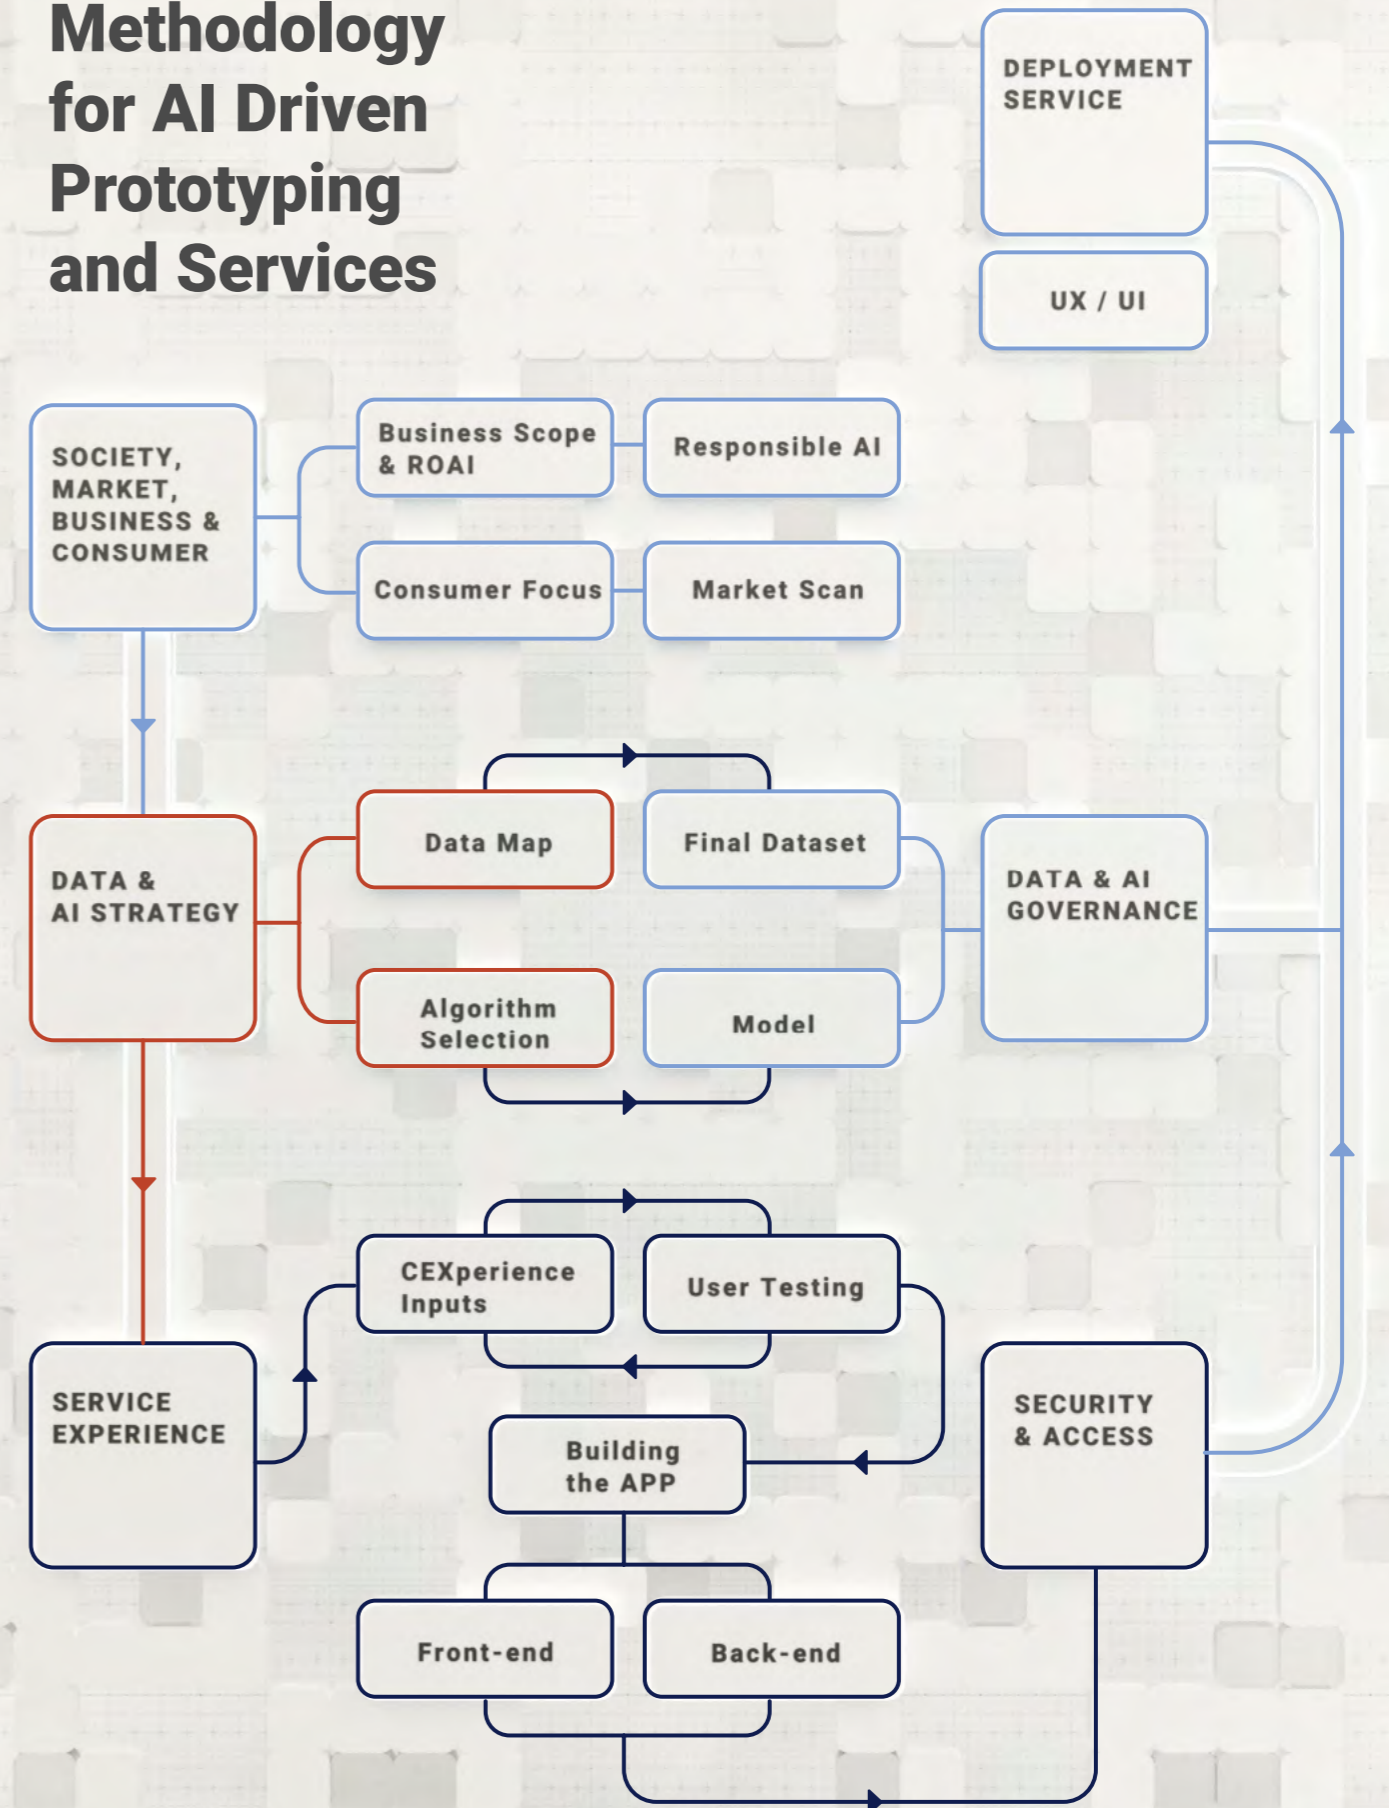 Methodology
for AI Driven
Prototyping
and Services
DEPLOYMENT
SERVICE
UX / UI
SOCIETY,
MARKET,
BUSINESS &
CONSUMER
Business Scope
& ROAI
Responsible AI
Consumer Focus
Market Scan
DATA &
AI STRATEGY
Data Map
Final Dataset
DATA & AI
GOVERNANCE
Algorithm
Selection
Model
CEXperience
Inputs
User Testing
SERVICE
EXPERIENCE
Building
the APP
SECURITY
& ACCESS
Front-end
Back-end